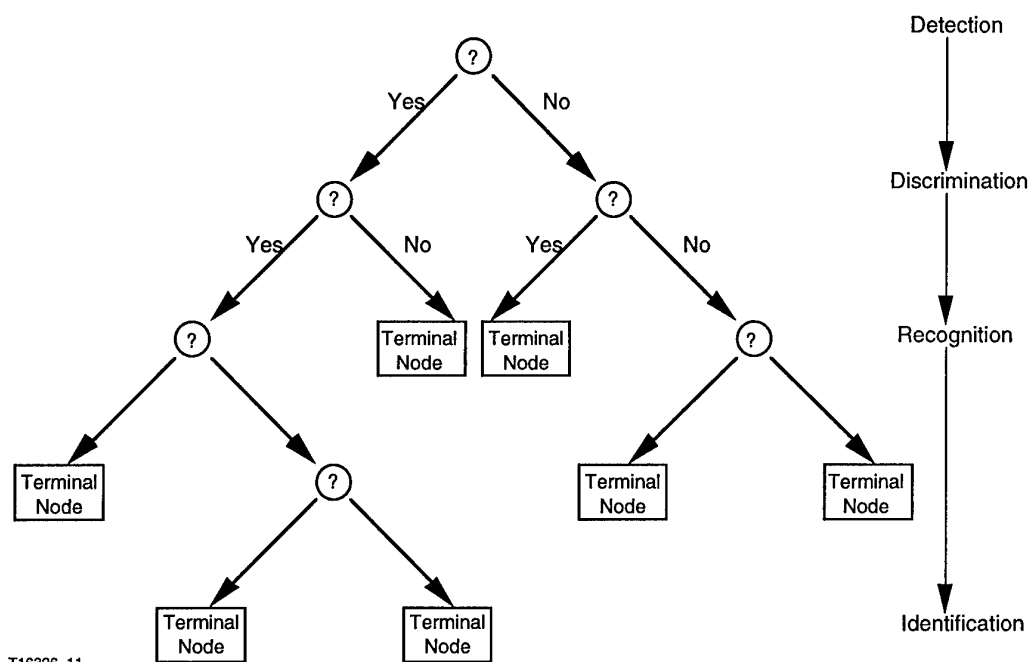 Detection
?
Yes
No
Discrimination
?
?
Yes
No
Yes
No
?
Terminal
Node
Terminal
Node
?
Recognition
Terminal
Node
?
Terminal
Node
Terminal
Node
Terminal
Node
Terminal
Node
Identification